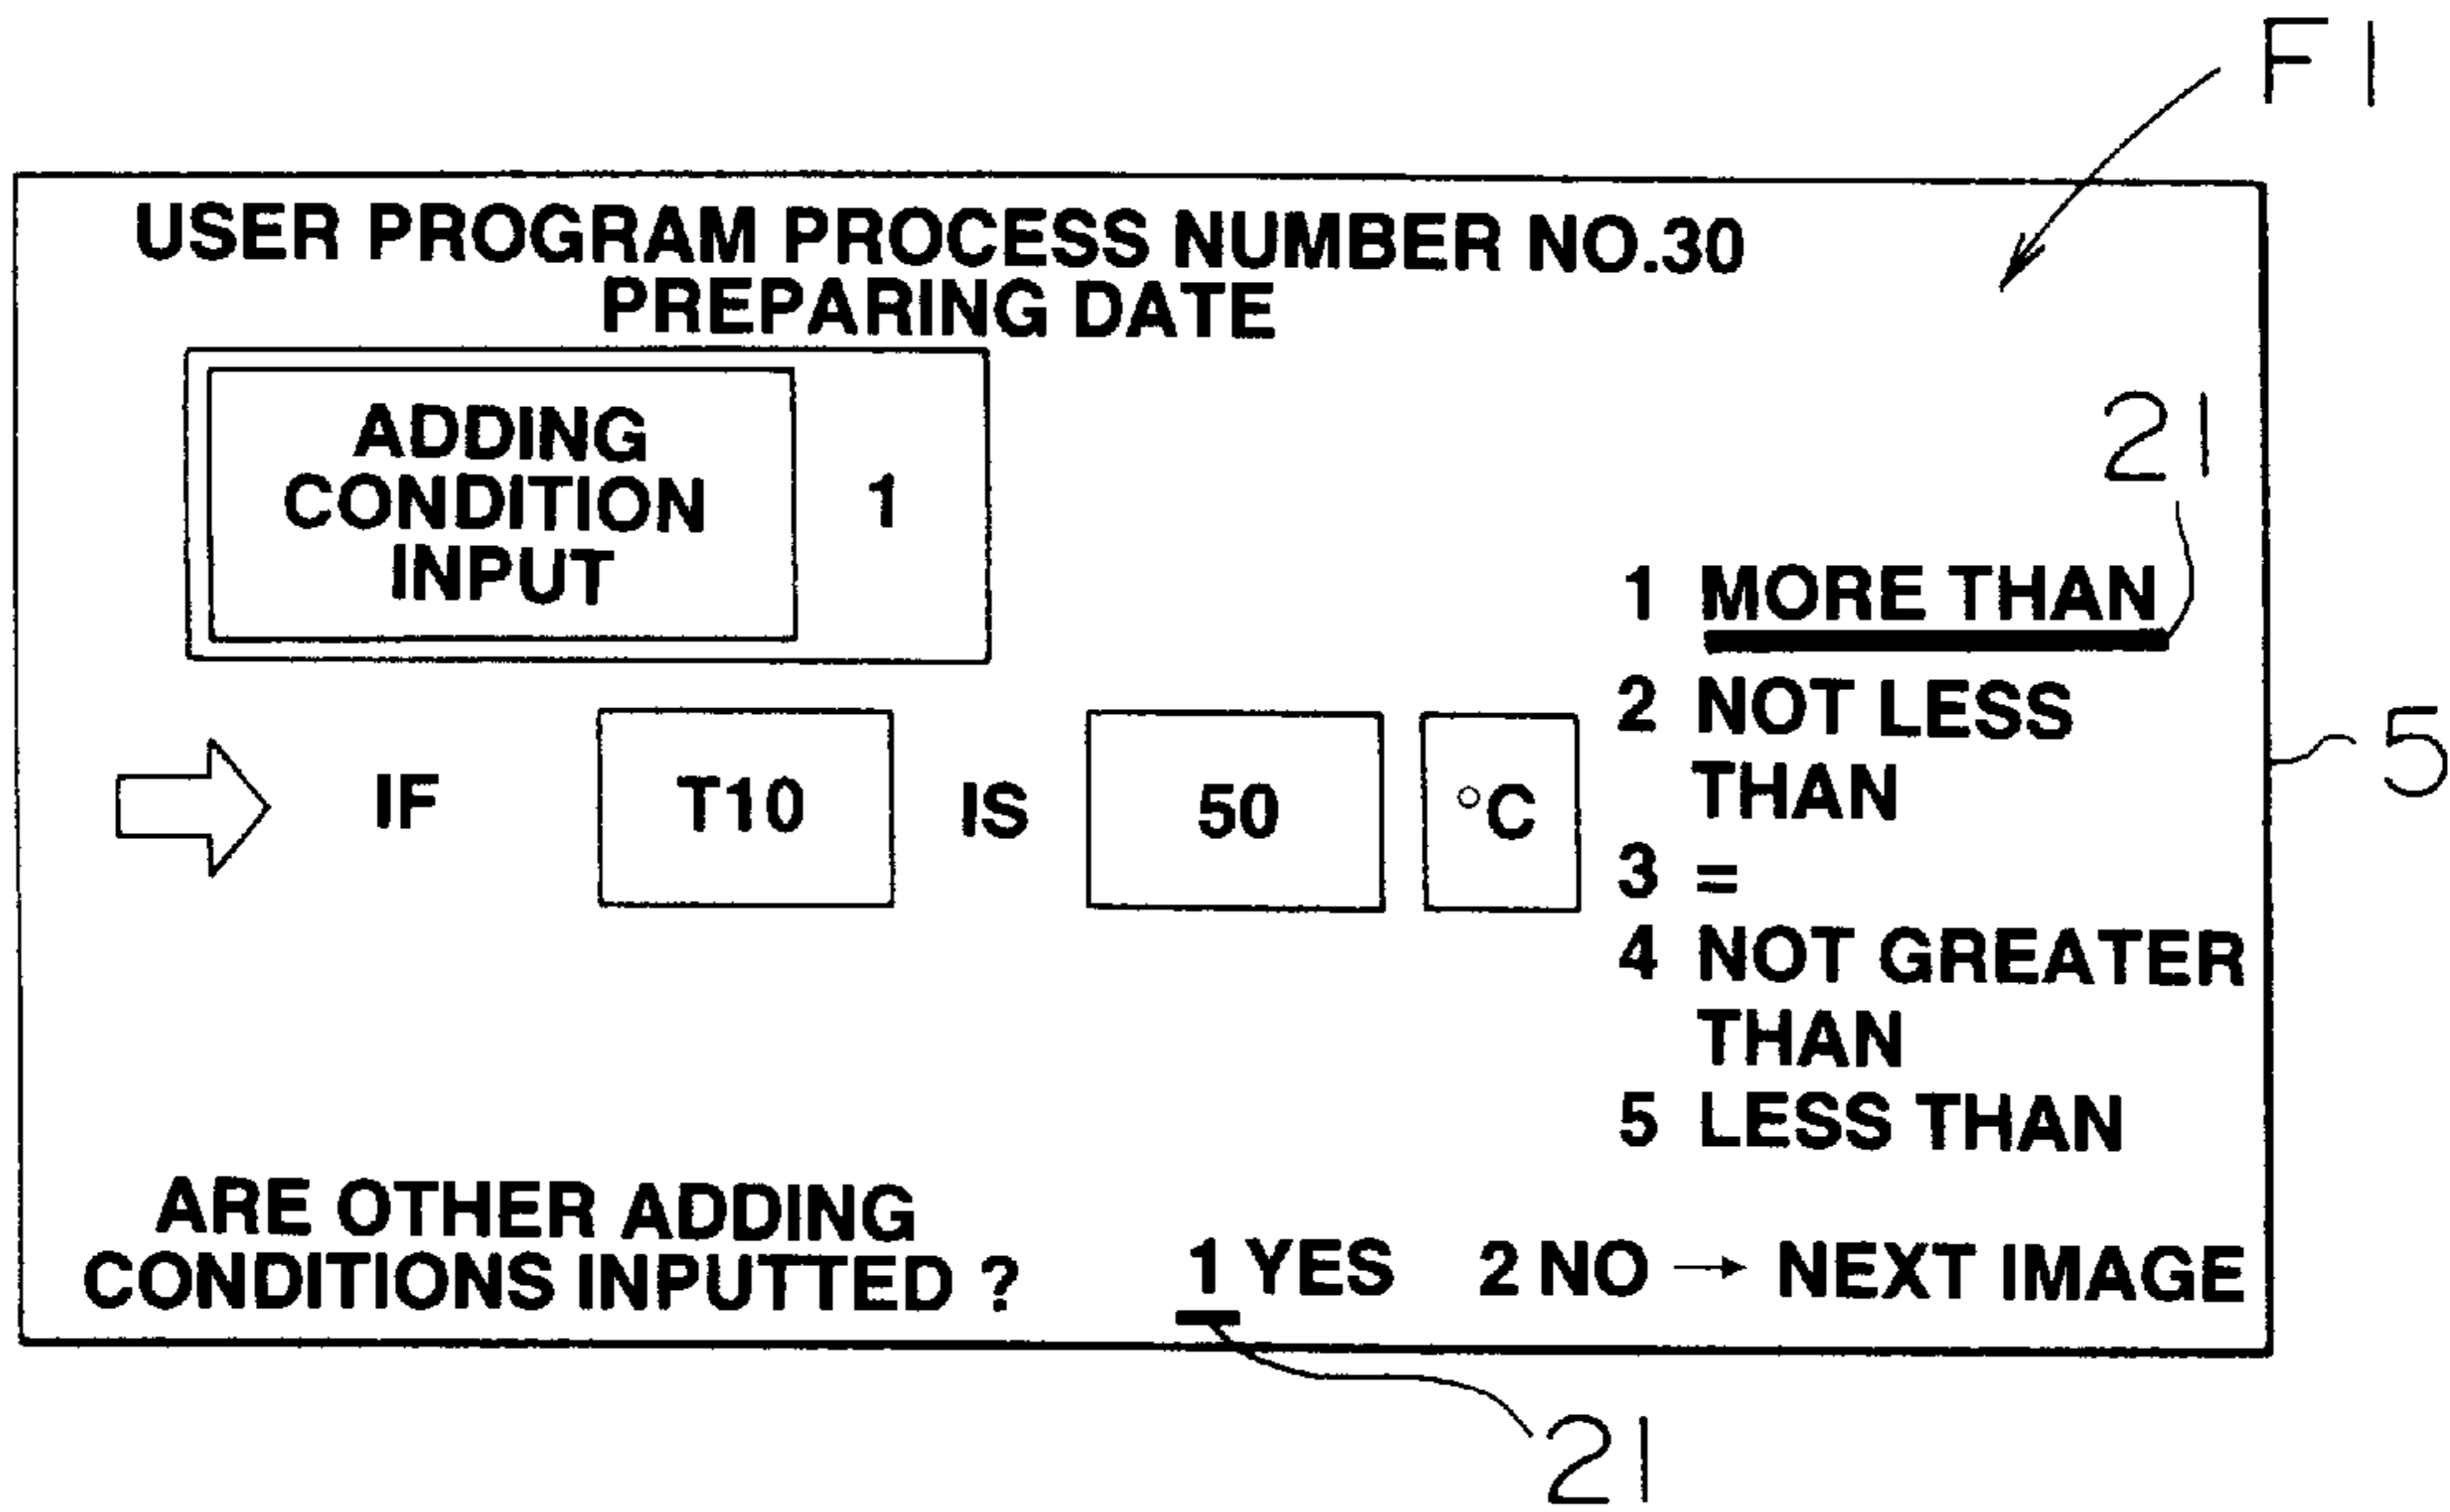 F1
USER PROGRAM PROCESS NUMBER NO.30
PREPARING DATE
ADDING
CONDITION
INPUT
1
21
1 MORE THAN
2 NOT LESS
THAN
3 =
4 NOT GREATER
THAN
5 LESS THAN
IF T10 IS 50 °C
5
ARE OTHER ADDING
CONDITIONS INPUTTED ?
1 YES 2 NO → NEXT IMAGE
21